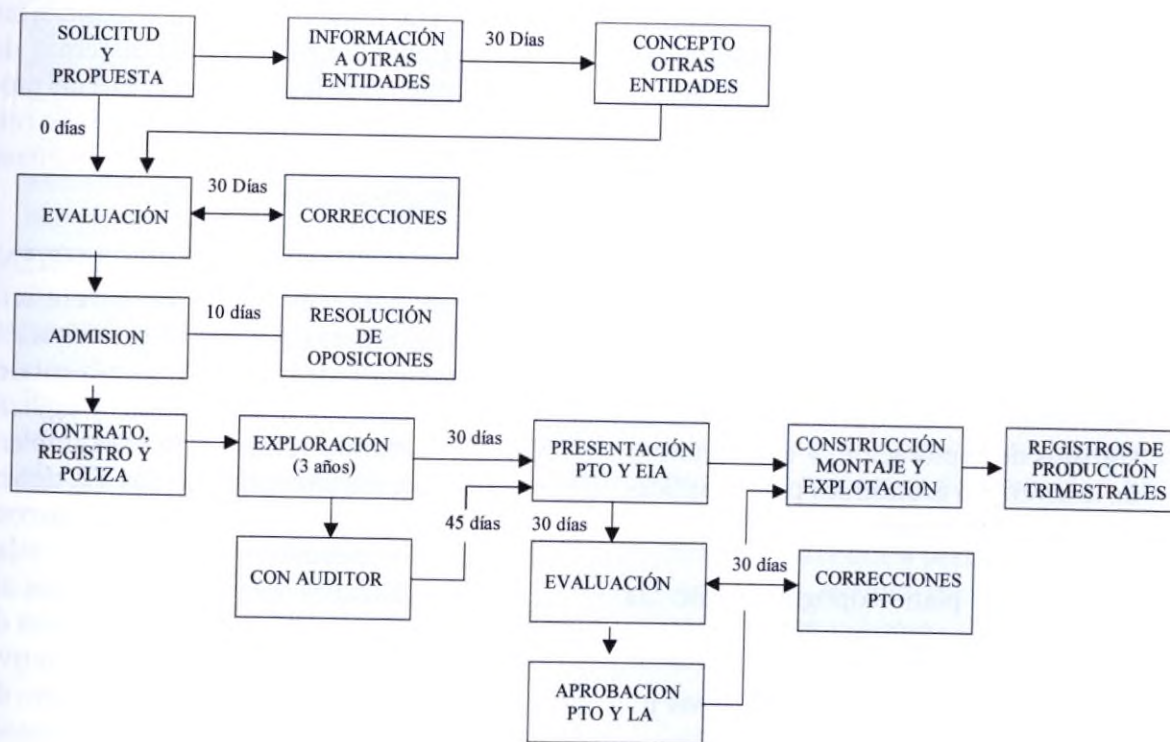 SOLICITUD
Y
PROPUESTA
INFORMACIÓN
A OTRAS
ENTIDADES
30 Días
CONCEPTO
OTRAS
ENTIDADES
0 días
EVALUACIÓN
30 Días
CORRECCIONES
ADMISION
10 días
RESOLUCIÓN
DE
OPOSICIONES
CONTRATO,
REGISTRO Y
POLIZA
EXPLORACIÓN
(3 años)
30 días
PRESENTACIÓN
PTO Y EIA
CONSTRUCCIÓN
MONTAJE Y
EXPLOTACION
REGISTROS DE
PRODUCCIÓN
TRIMESTRALES
45 días
30 días
CON AUDITOR
EVALUACIÓN
30 días
CORRECCIONES
PTO
APROBACION
PTO Y LA